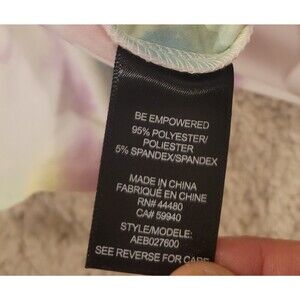 BE EMPOWERED
95% POLYESTER/
POLIESTER
5% SPANDEX/SPANDEX
MADE IN CHINA
FABRIQUÉ EN CHINE
RN# 44480
CA# 59940
STYLE/MODELE:
AEB027600
SEE REVERSE FOR CARE